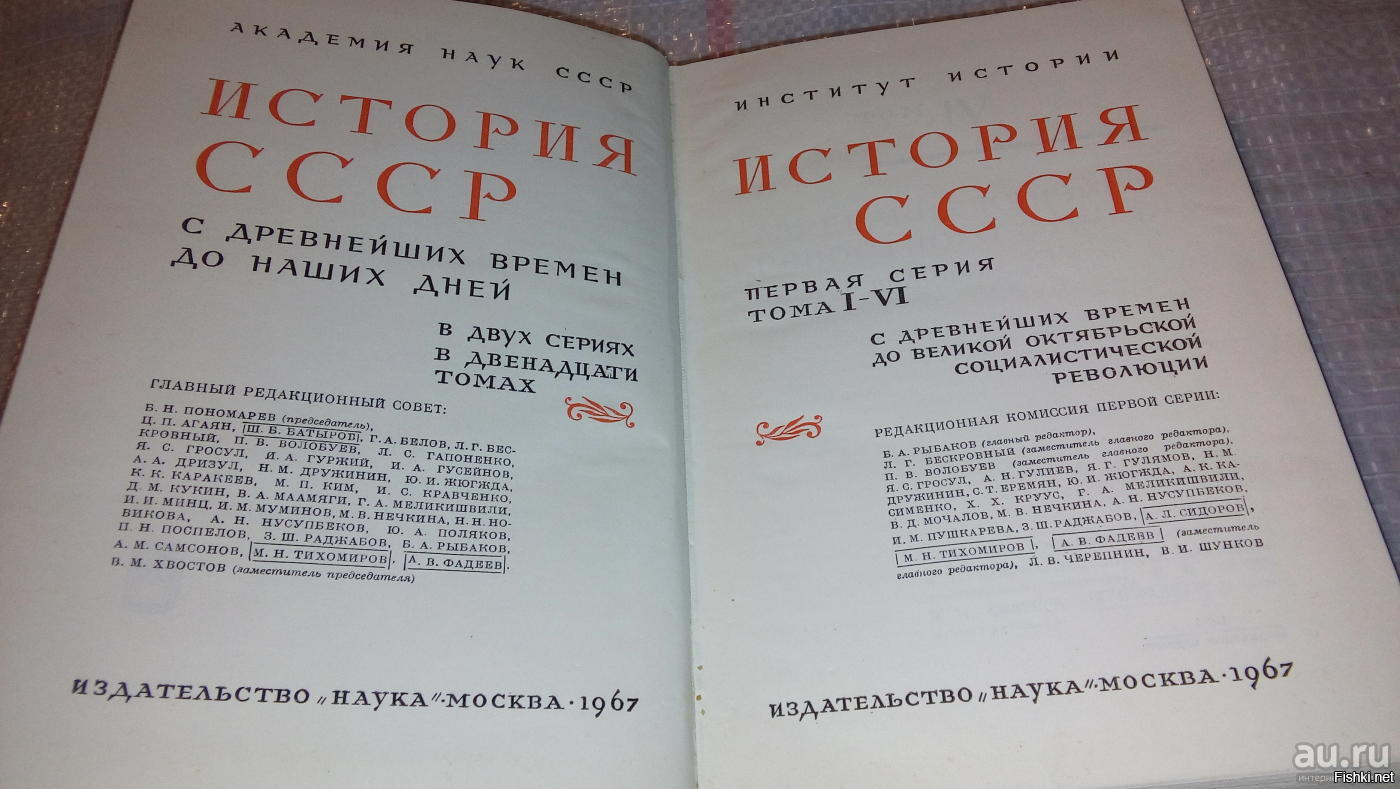 АКАДЕМИЯ НАУК СССР
ИСТОРИЯ
СССР
С ДРЕВНЕЙШИХ ВРЕМЕН
ДО НАШИХ ДНЕЙ
В ДВУХ СЕРИЯХ
В ДВЕНАДЦАТИ
ТОМАХ
ГЛАВНЫЙ РЕДАКЦИОННЫЙ СОВЕТ:
Б. Н. ПОНОМАРЕВ (председатель),
Ц. П. АГАЯН, Ш. Б. БАТЫРОВ, Г. А. БЕЛОВ, Л. Г. БЕС-
КРОВНЫЙ, П. В. ВОЛОБУЕВ, Л. С. ГАПОНЕНКО,
Я. С. ГРОСУЛ, И. А. ГУРЖИЙ, И. А. ГУСЕЙНОВ,
А. А. ДРИЗУЛ, Н. М. ДРУЖИНИН, Ю. И. ЖЮГЖДА,
К. К. КАРАКЕЕВ, М. П. КИМ, И. С. КРАВЧЕНКО,
Д. М. КУКИН, В. А. МААМЯГИ, Г. А. МЕЛИКИШВИЛИ,
И. И. МИНЦ, И. М. МУМИНОВ, М. В. НЕЧКИНА, Н. Н. НО-
ВИКОВА, А. Н. НУСУПБЕКОВ, Ю. А. ПОЛЯКОВ,
П. Н. ПОСПЕЛОВ, З. Ш. РАДЖАБОВ, Б. А. РЫБАКОВ,
А. М. САМСОНОВ, М. Н. ТИХОМИРОВ, А. В. ФАДЕЕВ,
В. М. ХВОСТОВ (заместитель председателя)
ИЗДАТЕЛЬСТВО „НАУКА“ · МОСКВА · 1967
ИНСТИТУТ ИСТОРИИ
ИСТОРИЯ
СССР
ПЕРВАЯ СЕРИЯ
ТОМА I-VI
С ДРЕВНЕЙШИХ ВРЕМЕН
ДО ВЕЛИКОЙ ОКТЯБРЬСКОЙ
СОЦИАЛИСТИЧЕСКОЙ
РЕВОЛЮЦИИ
РЕДАКЦИОННАЯ КОМИССИЯ ПЕРВОЙ СЕРИИ:
Б. А. РЫБАКОВ (главный редактор),
Л. Г. БЕСКРОВНЫЙ (заместитель главного редактора),
П. В. ВОЛОБУЕВ (заместитель главного редактора),
Я. С. ГРОСУЛ, А. Н. ГУЛИЕВ, Я. Г. ГУЛЯМОВ, Н. М.
ДРУЖИНИН, С. Т. ЕРЕМЯН, Ю. И. ЖЮГЖДА, А. К. КА-
СИМЕНКО, Х. Х. КРУУС, Г. А. МЕЛИКИШВИЛИ,
В. Д. МОЧАЛОВ, М. В. НЕЧКИНА, А. Н. НУСУПБЕКОВ,
И. М. ПУШКАРЕВА, З. Ш. РАДЖАБОВ, А. Л. СИДОРОВ,
М. Н. ТИХОМИРОВ, А. В. ФАДЕЕВ (заместитель
главного редактора), Л. В. ЧЕРЕПНИН, В. И. ШУНКОВ
ИЗДАТЕЛЬСТВО „НАУКА“ · МОСКВА · 1967
au.ru
Fishki.net